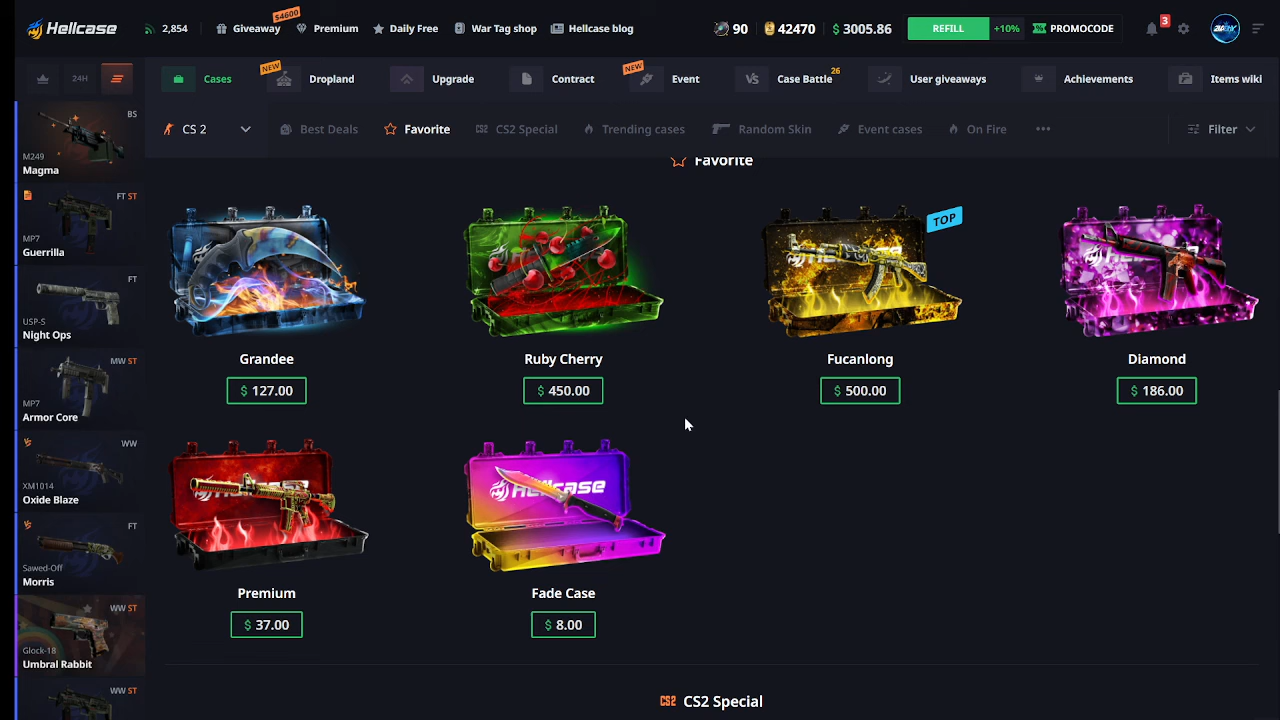 Hellcase
2,854
Giveaway
$4600
Premium
Daily Free
War Tag shop
Hellcase blog
90
42470
$ 3005.86
REFILL
+10%
PROMOCODE
3
24H
Cases
NEW
Dropland
Upgrade
Contract
NEW
Event
VS
Case Battle
26
User giveaways
Achievements
Items wiki
CS 2
Best Deals
Favorite
CS2
CS2 Special
Trending cases
Random Skin
Event cases
On Fire
Filter
BS
M249
Magma
FT ST
MP7
Guerrilla
FT
USP-S
Night Ops
MW ST
MP7
Armor Core
WW
XM1014
Oxide Blaze
FT
Sawed-Off
Morris
WW ST
Glock-18
Umbral Rabbit
WW ST
Favorite
TOP
Grandee
Ruby Cherry
Fucanlong
Diamond
$ 127.00
$ 450.00
$ 500.00
$ 186.00
Hellcase
Hellcase
Premium
Fade Case
$ 37.00
$ 8.00
CS2 CS2 Special